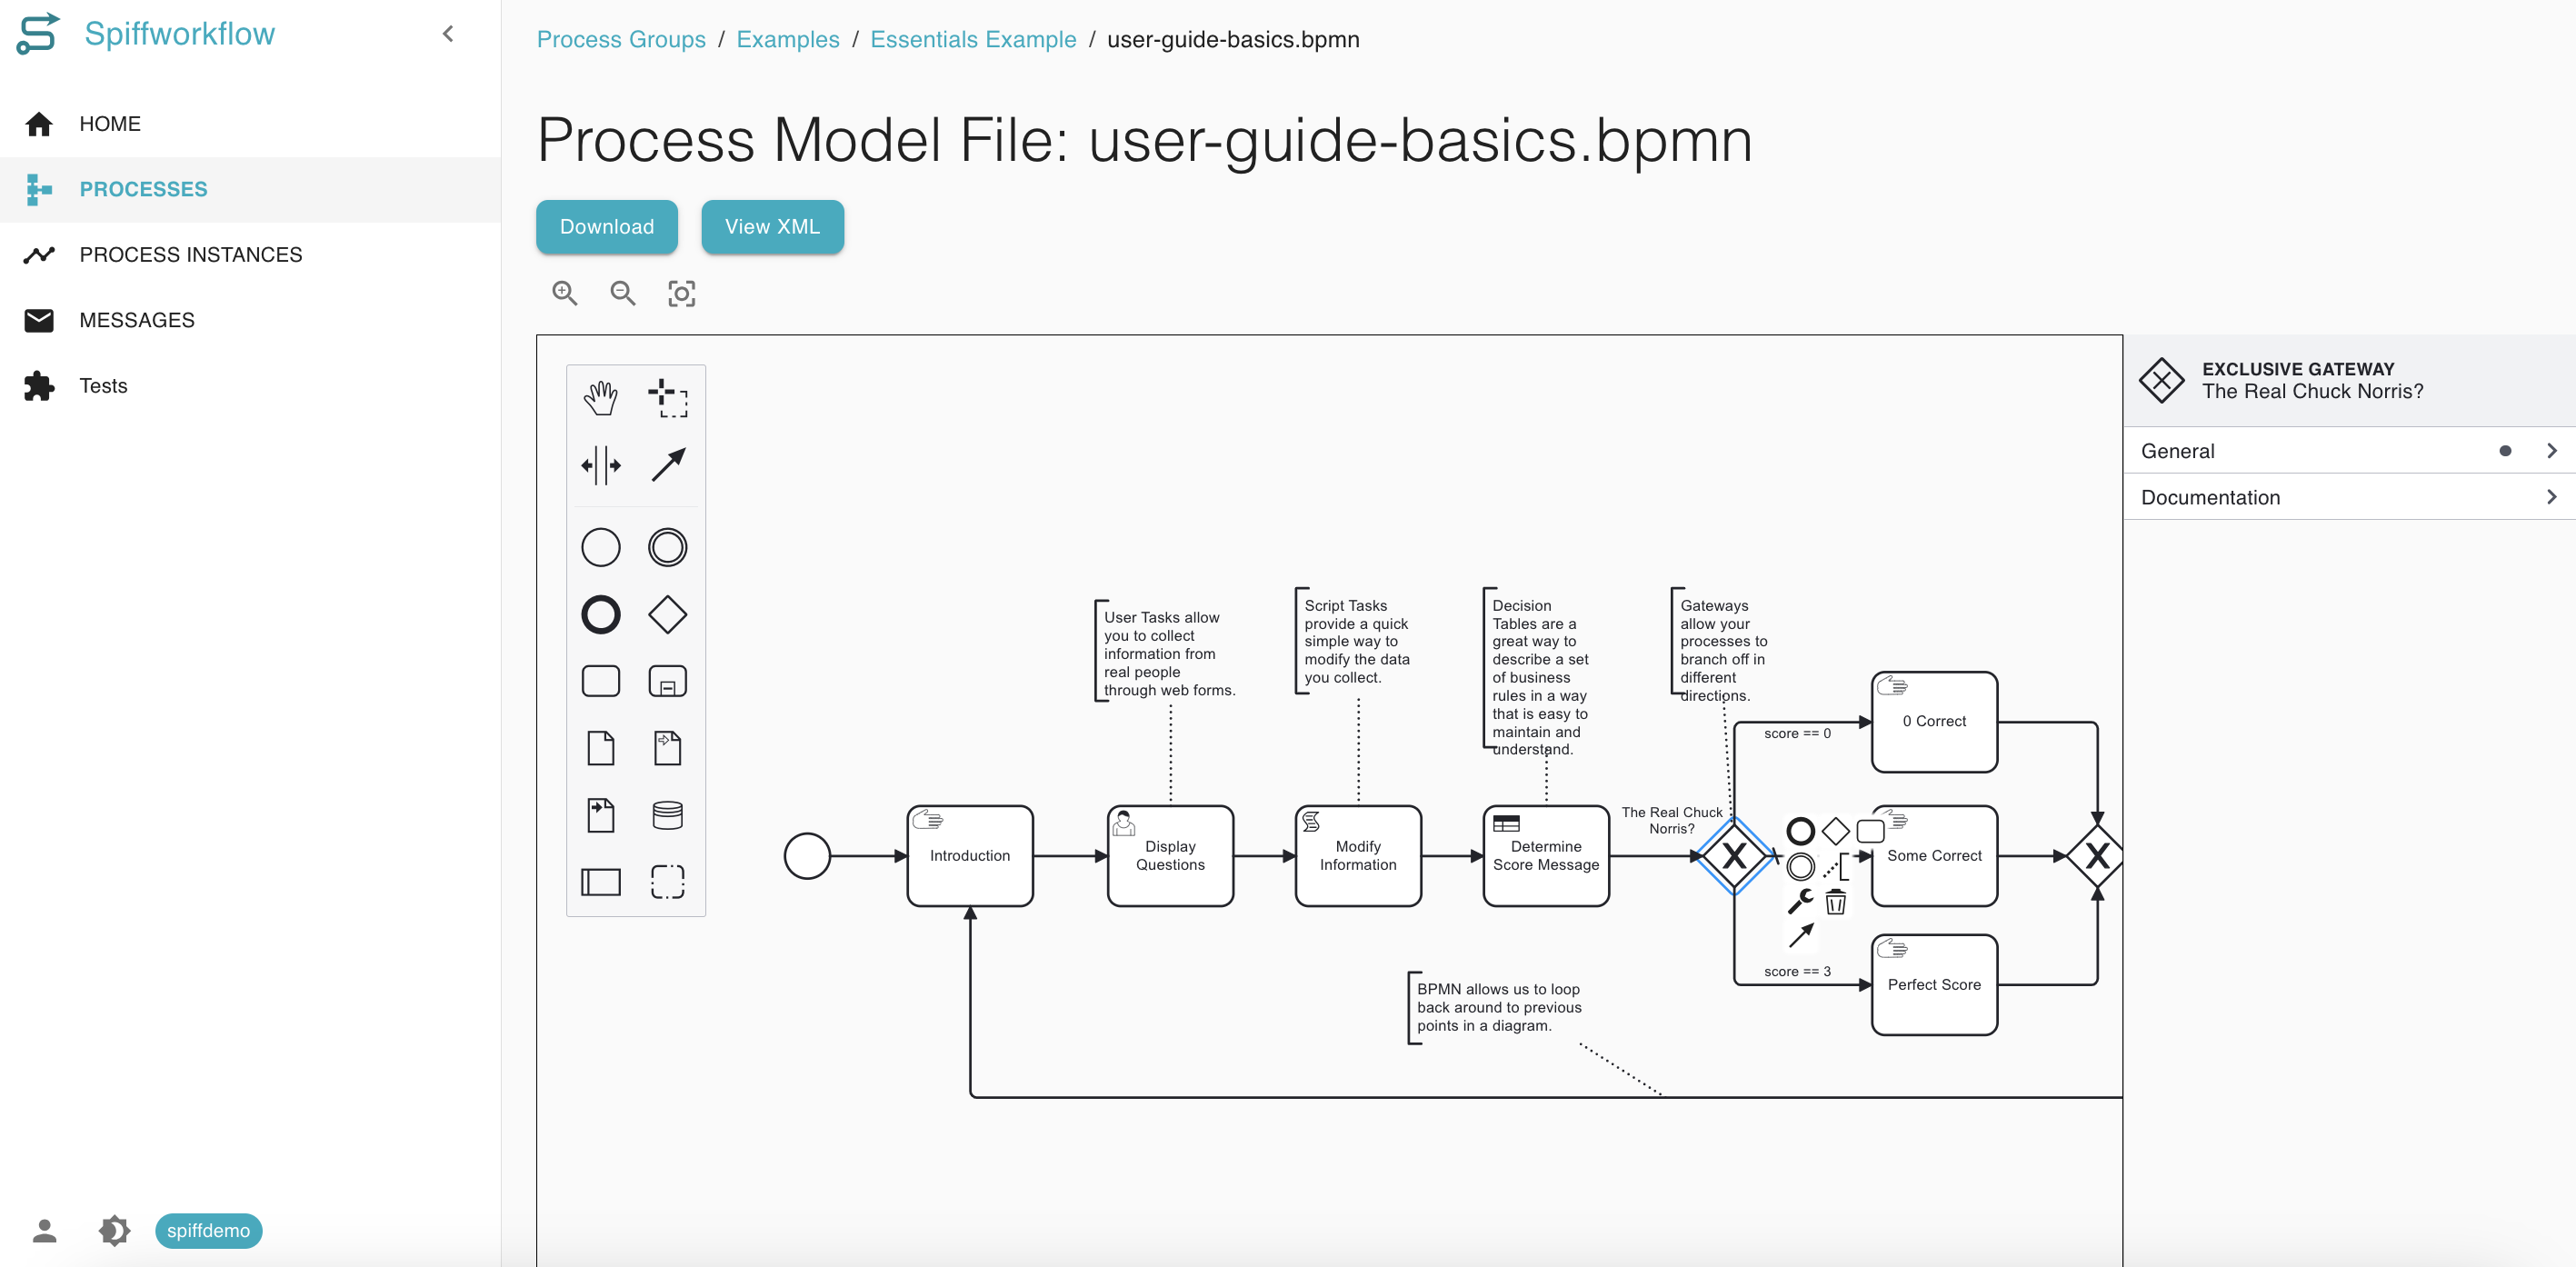 Spiffworkflow
HOME
PROCESSES
PROCESS INSTANCES
MESSAGES
Tests
spiffdemo
Process Groups / Examples / Essentials Example / user-guide-basics.bpmn
Process Model File: user-guide-basics.bpmn
Download
View XML
User Tasks allow
you to collect
information from
real people
through web forms.
Script Tasks
provide a quick
simple way to
modify the data
you collect.
Decision
Tables are a
great way to
describe a set
of business
rules in a way
that is easy to
maintain and
understand.
Gateways
allow your
processes to
branch off in
different
directions.
Introduction
Display
Questions
Modify
Information
Determine
Score Message
The Real Chuck
Norris?
score == 0
0 Correct
Some Correct
score == 3
Perfect Score
BPMN allows us to loop
back around to previous
points in a diagram.
EXCLUSIVE GATEWAY
The Real Chuck Norris?
General
Documentation